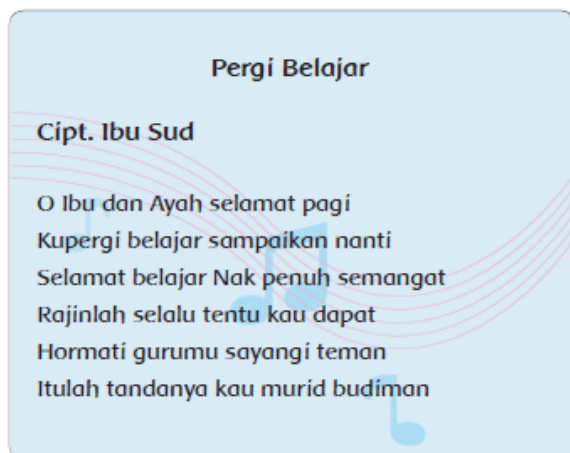 Pergi Belajar
Cipt. Ibu Sud
O Ibu dan Ayah selamat pagi
Kupergi belajar sampaikan nanti
Selamat belajar Nak penuh semangat
Rajinlah selalu tentu kau dapat
Hormati gurumu sayangi teman
Itulah tandanya kau murid budiman